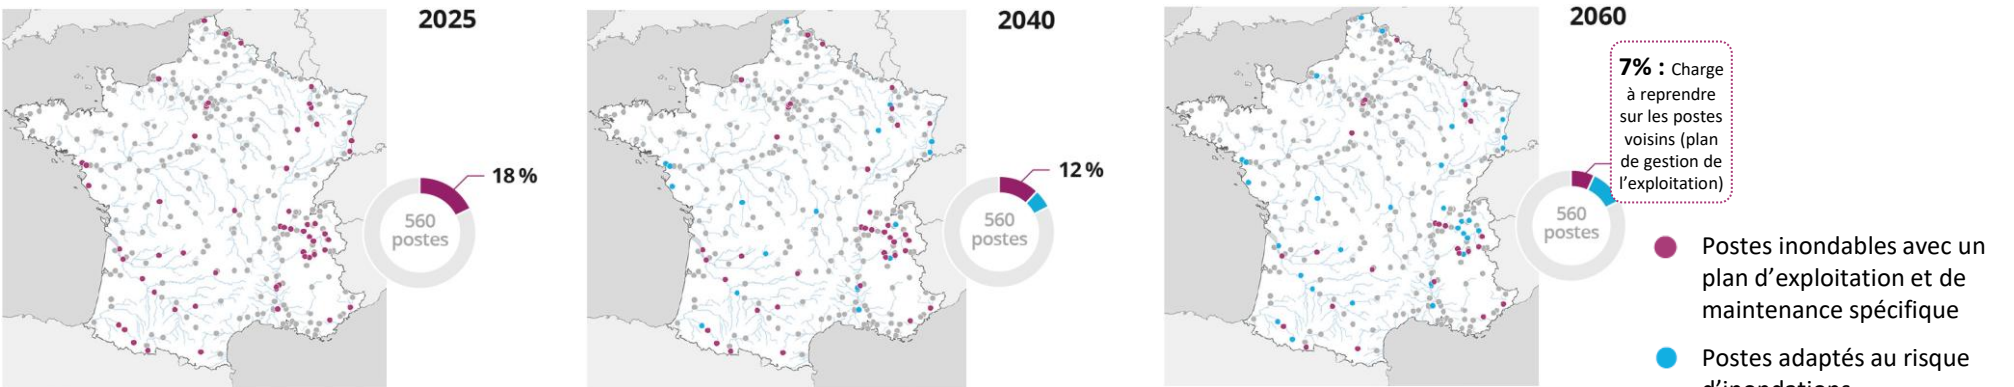 2025
18 %
560
postes
2040
12 %
560
postes
2060
7% : Charge
à reprendre
sur les postes
voisins (plan
de gestion de
l'exploitation)
560
postes
Postes inondables avec un
plan d'exploitation et de
maintenance spécifique
Postes adaptés au risque
d'inondations